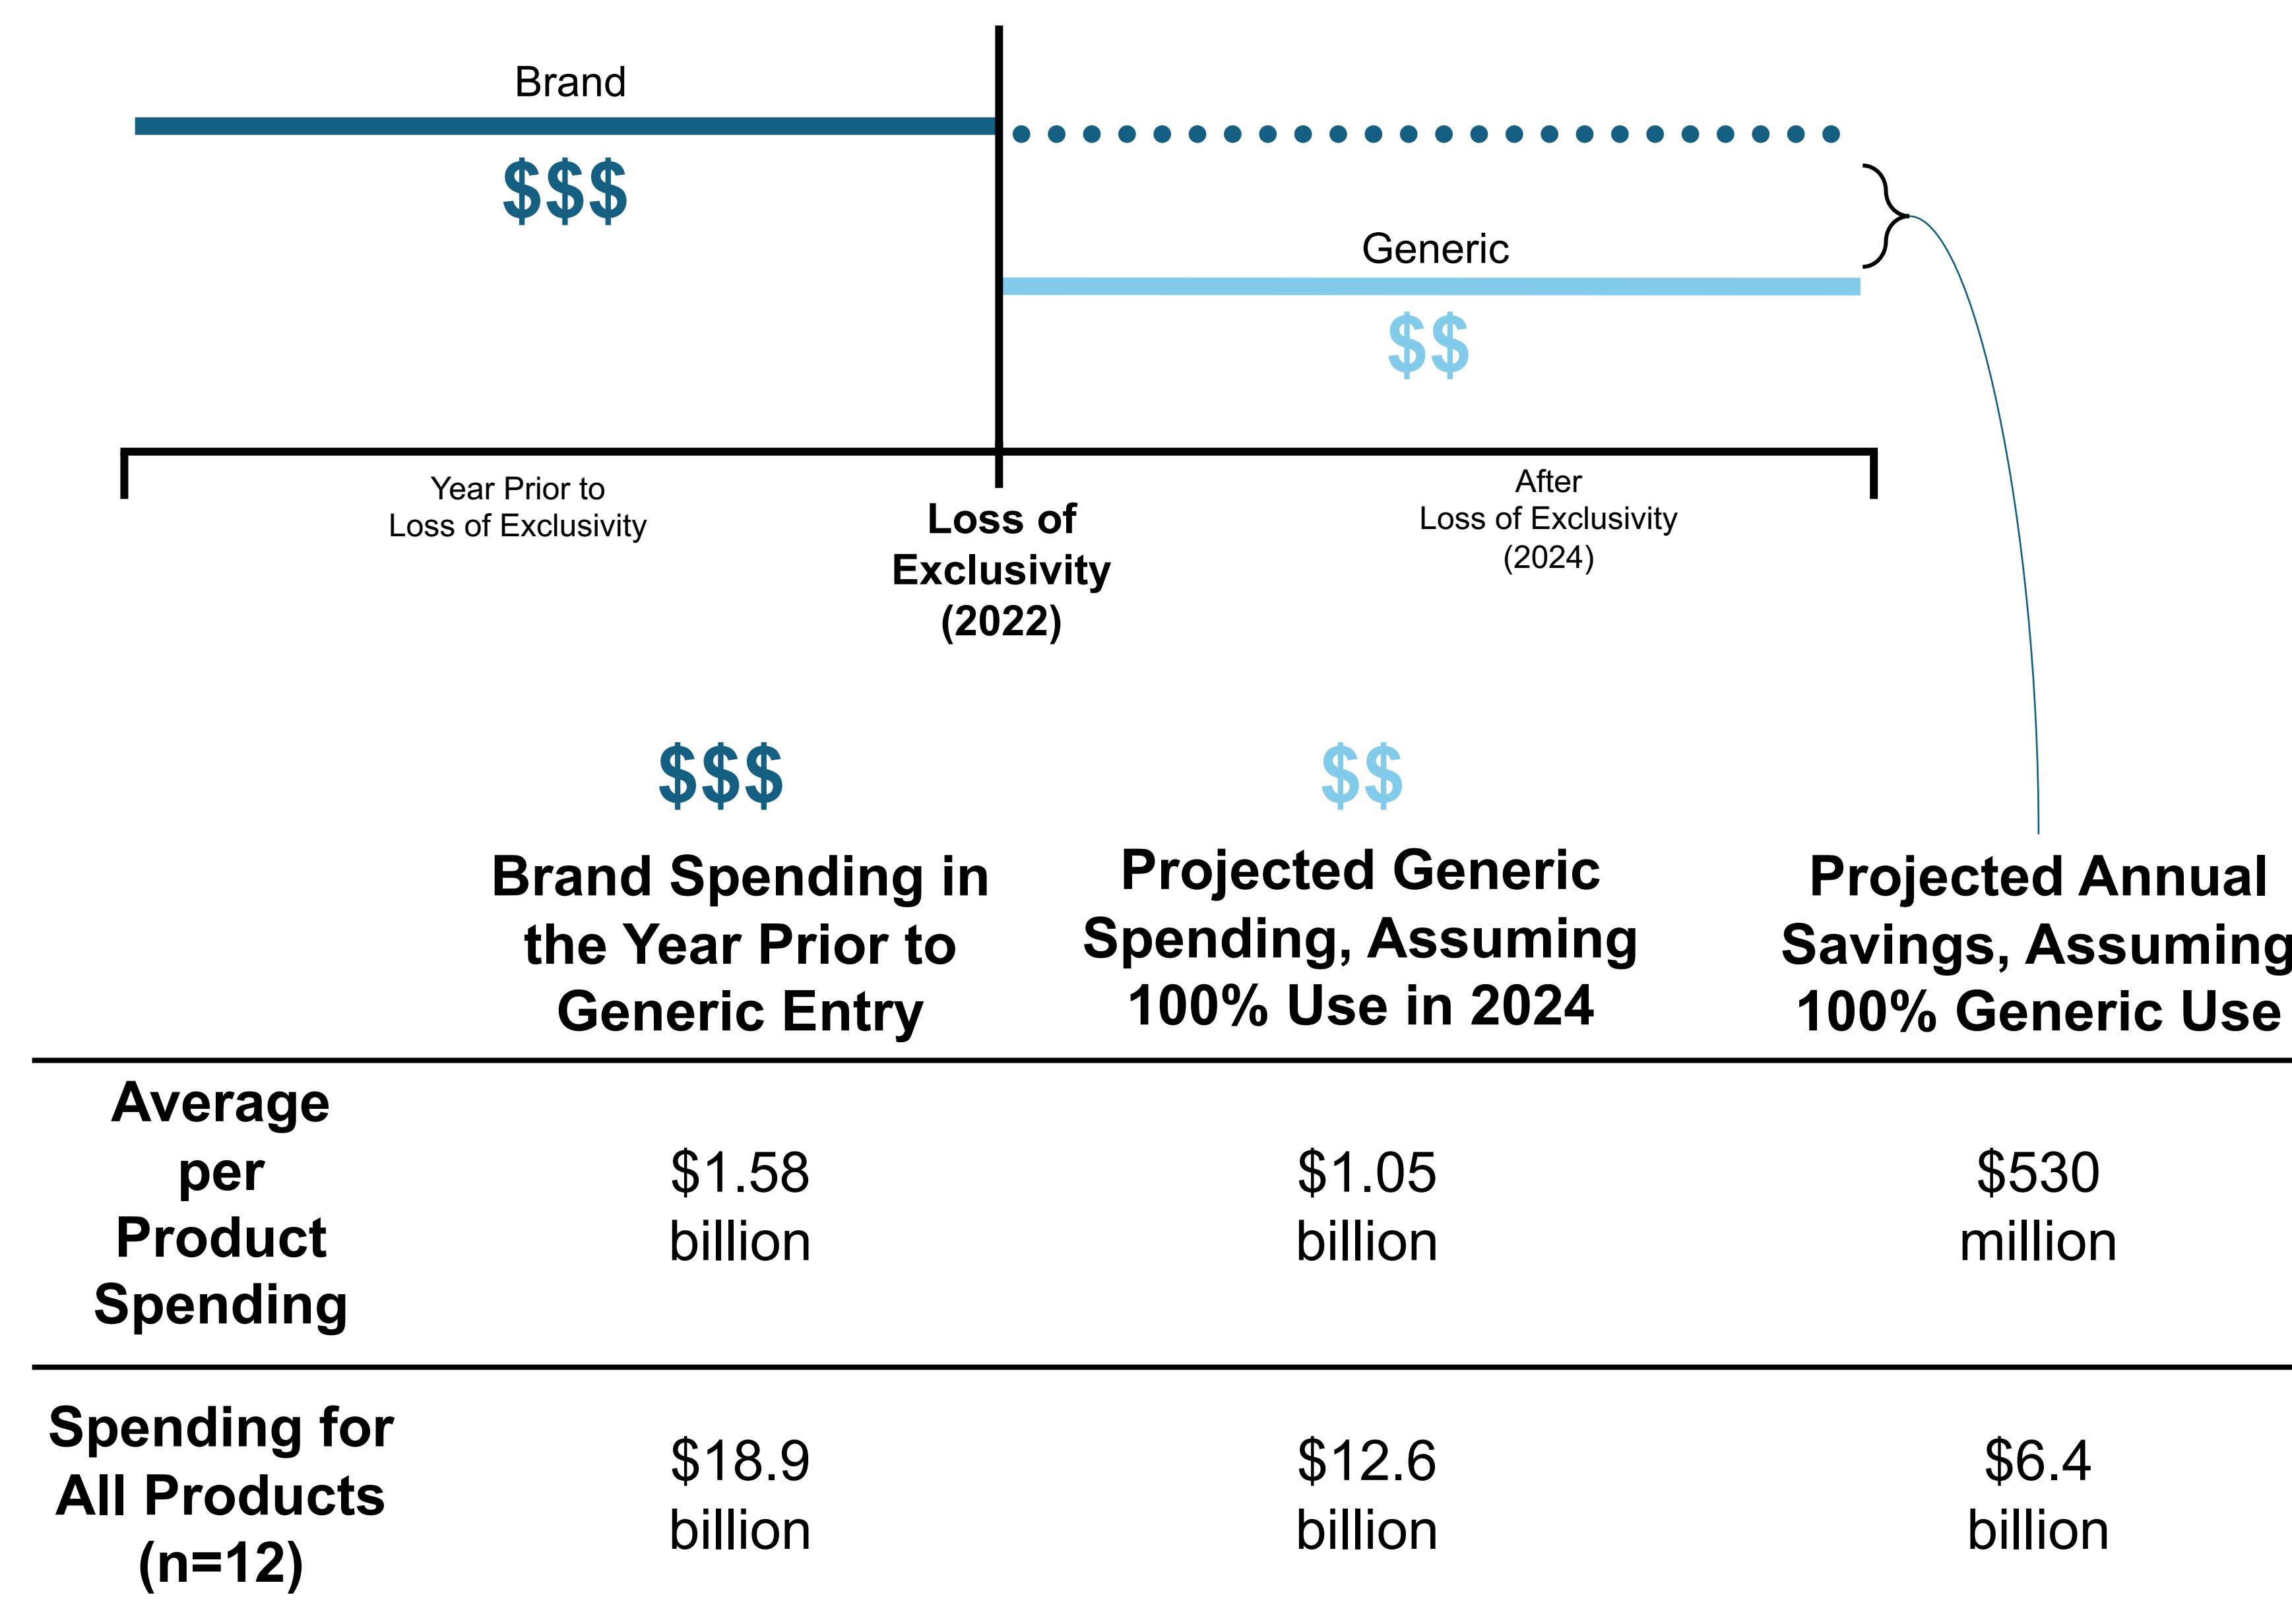 Brand
$$$
Generic
$$
Year Prior to
Loss of Exclusivity
Loss of
Exclusivity
(2022)
After
Loss of Exclusivity
(2024)
$$$
$$
Brand Spending in
the Year Prior to
Generic Entry
Projected Generic
Spending, Assuming
100% Use in 2024
Projected Annual
Savings, Assuming
100% Generic Use
Average
per
Product
Spending
$1.58
billion
$1.05
billion
$530
million
Spending for
All Products
(n=12)
$18.9
billion
$12.6
billion
$6.4
billion